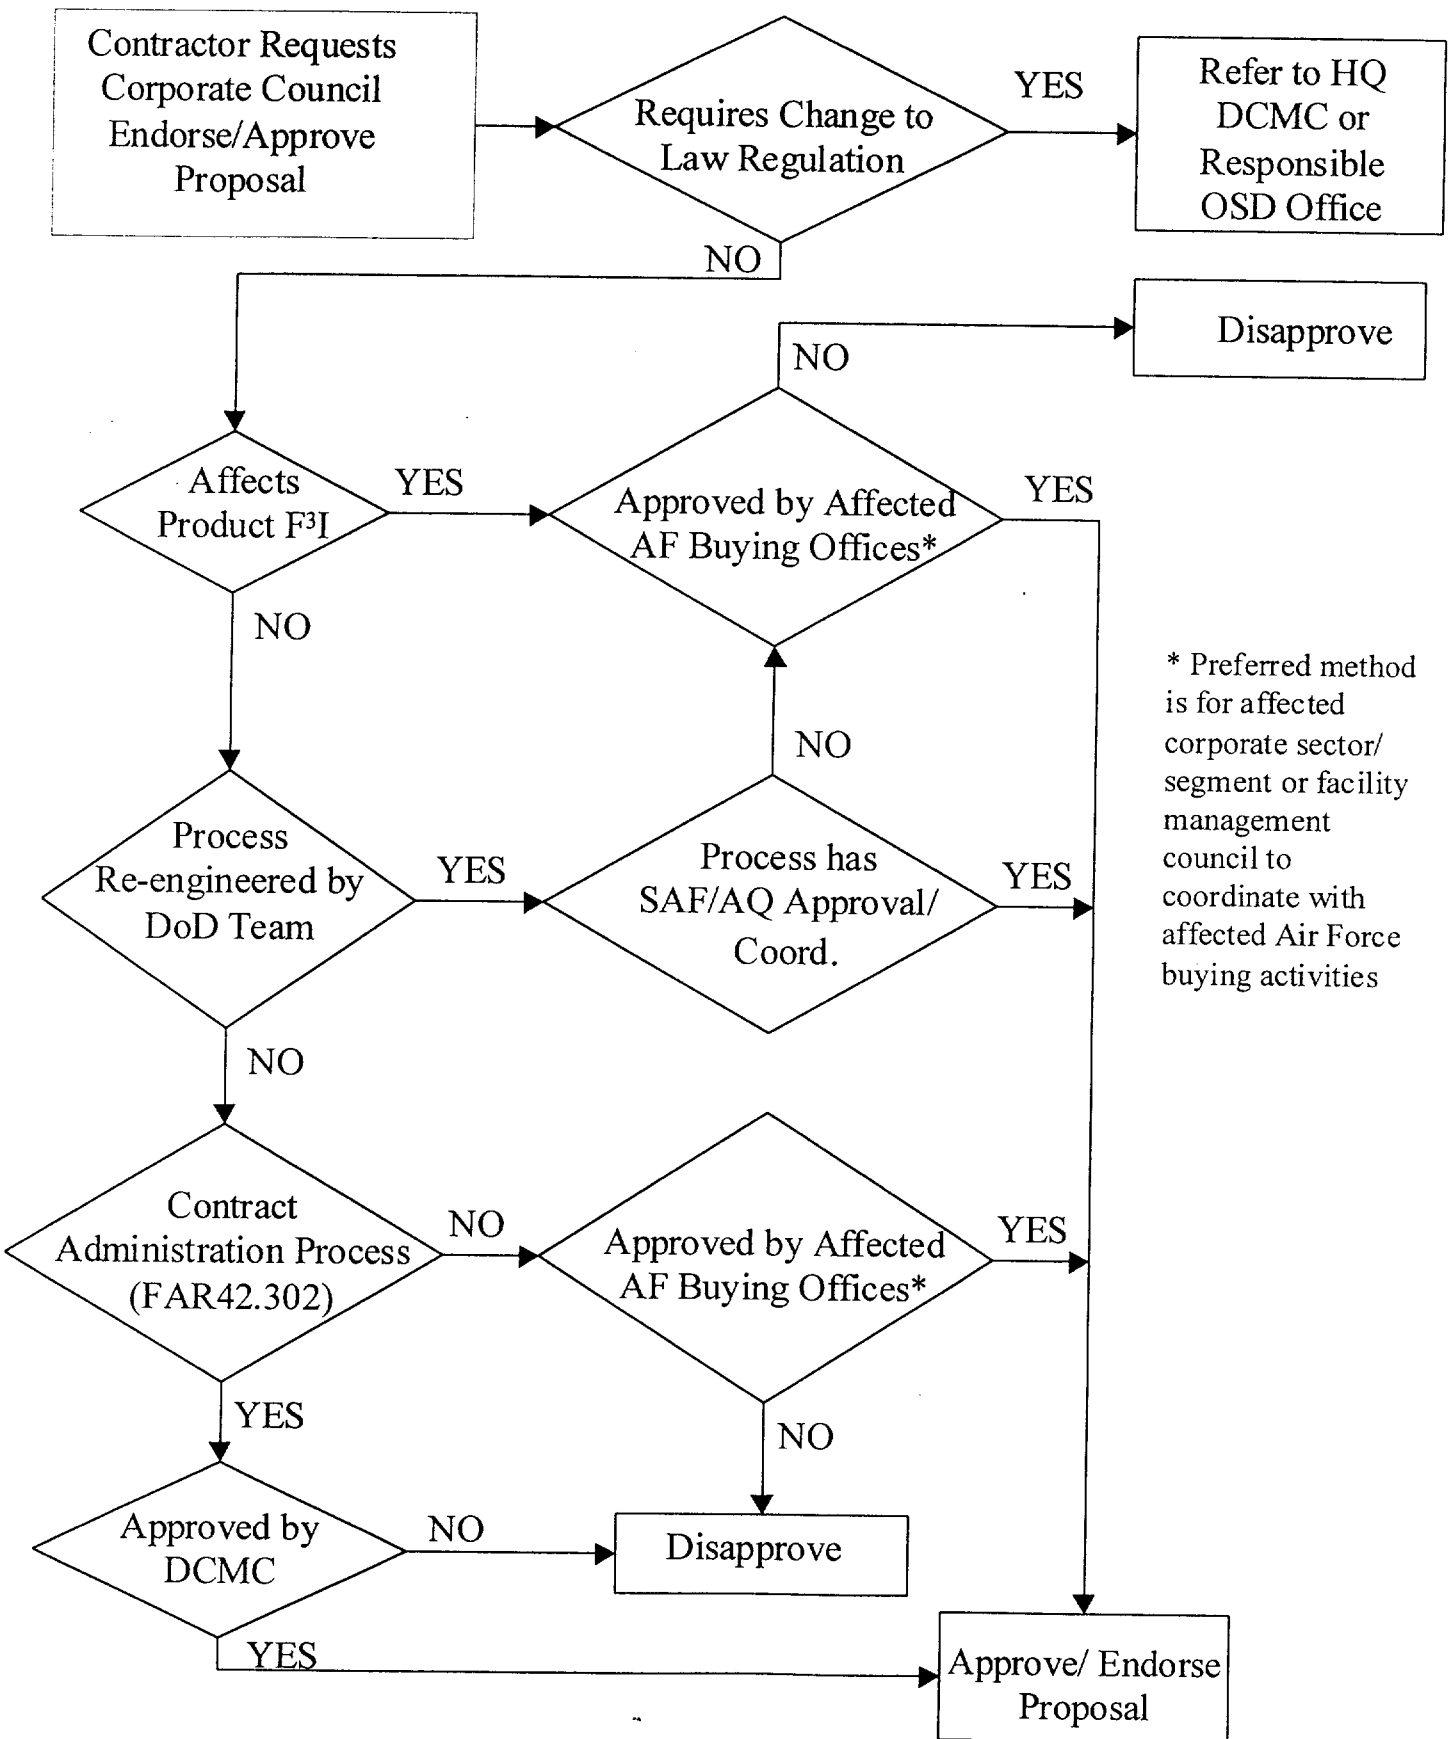 Contractor Requests
Corporate Council
Endorse/Approve
Proposal
Requires Change to
Law Regulation
YES
Refer to HQ
DCMC or
Responsible
OSD Office
NO
Disapprove
NO
Affects
Product F³I
YES
Approved by Affected
AF Buying Offices*
YES
NO
* Preferred method
is for affected
corporate sector/
segment or facility
management
council to
coordinate with
affected Air Force
buying activities
NO
Process
Re-engineered by
DoD Team
YES
Process has
SAF/AQ Approval/
Coord.
YES
NO
Contract
Administration Process
(FAR42.302)
NO
Approved by Affected
AF Buying Offices*
YES
YES
NO
Approved by
DCMC
NO
Disapprove
YES
Approve/ Endorse
Proposal